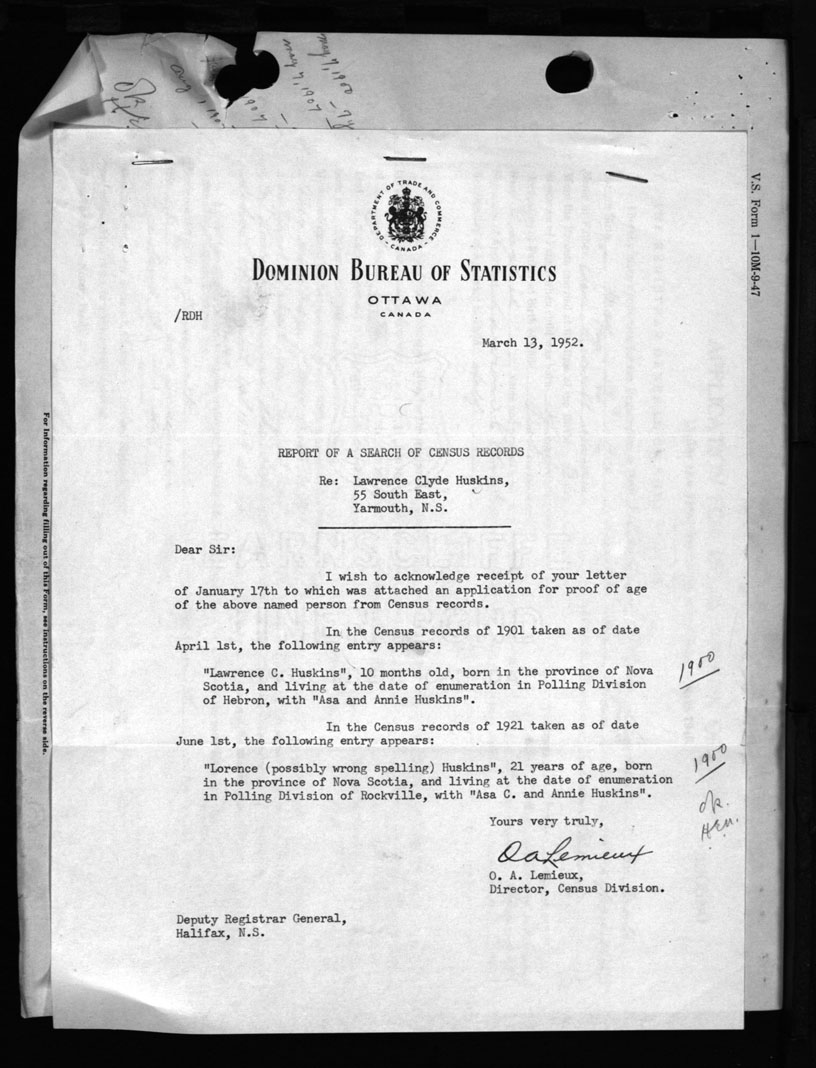 DEPARTMENT OF TRADE AND COMMERCE
- CANADA -
DOMINION BUREAU OF STATISTICS
OTTAWA
CANADA
/RDH
March 13, 1952.
REPORT OF A SEARCH OF CENSUS RECORDS
Re: Lawrence Clyde Huskins,
55 South East,
Yarmouth, N.S.
Dear Sir:
I wish to acknowledge receipt of your letter
of January 17th to which was attached an application for proof of age
of the above named person from Census records.
In the Census records of 1901 taken as of date
April 1st, the following entry appears:
"Lawrence C. Huskins", 10 months old, born in the province of Nova
Scotia, and living at the date of enumeration in Polling Division
of Hebron, with "Asa and Annie Huskins".
1900
In the Census records of 1921 taken as of date
June 1st, the following entry appears:
"Lorence (possibly wrong spelling) Huskins", 21 years of age, born
in the province of Nova Scotia, and living at the date of enumeration
in Polling Division of Rockville, with "Asa C. and Annie Huskins".
1900
ok.
Yours very truly,
O A Lemieux
O. A. Lemieux,
Director, Census Division.
Deputy Registrar General,
Halifax, N.S.
V.S. Form 1—10M-9-47
For information regarding filling out of this Form, see instructions on the reverse side.